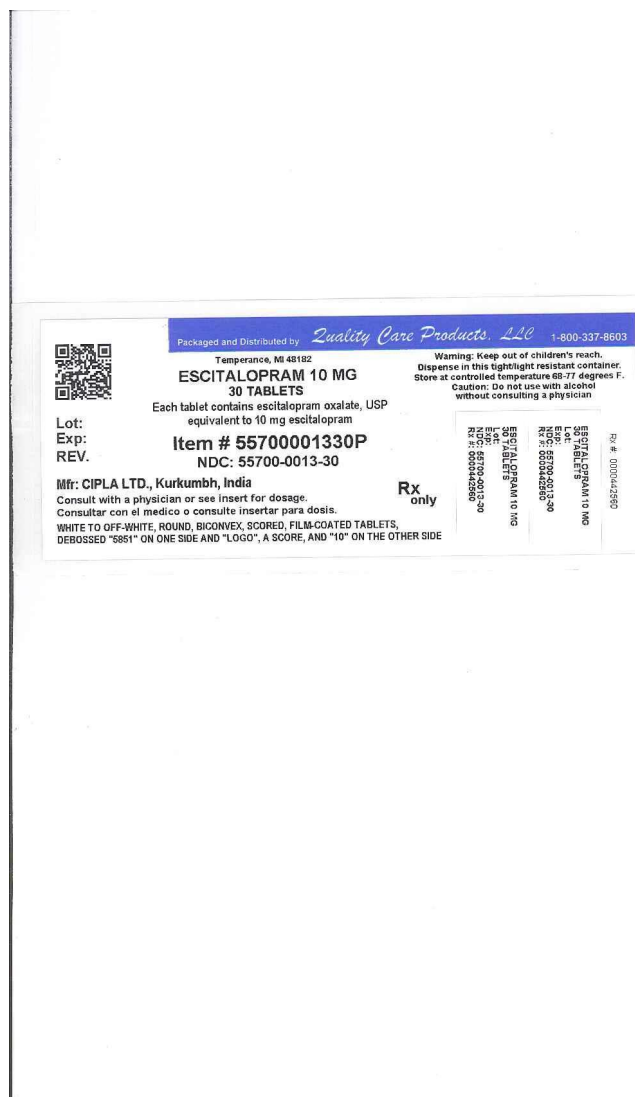 Packaged and Distributed by Quality Care Products, LLC 1-800-337-8603
Temperance, MI 48182
ESCITALOPRAM 10 MG
30 TABLETS
Each tablet contains escitalopram oxalate, USP
equivalent to 10 mg escitalopram
Item # 55700001330P
NDC: 55700-0013-30
Lot:
Exp:
REV.
Mfr: CIPLA LTD., Kurkumbh, India
Consult with a physician or see insert for dosage.
Consultar con el medico o consulte insertar para dosis.
WHITE TO OFF-WHITE, ROUND, BICONVEX, SCORED, FILM-COATED TABLETS,
DEBOSSED "5851" ON ONE SIDE AND "LOGO", A SCORE, AND "10" ON THE OTHER SIDE
Rx
only
Warning: Keep out of children's reach.
Dispense in this tight/light resistant container.
Store at controlled temperature 68-77 degrees F.
Caution: Do not use with alcohol
without consulting a physician
ESCITALOPRAM 10 MG
30 TABLETS
Lot:
Exp:
NDC: 55700-0013-30
Rx #: 0000442560
ESCITALOPRAM 10 MG
30 TABLETS
Lot:
Exp:
NDC: 55700-0013-30
Rx #: 0000442560
Rx #: 0000442560